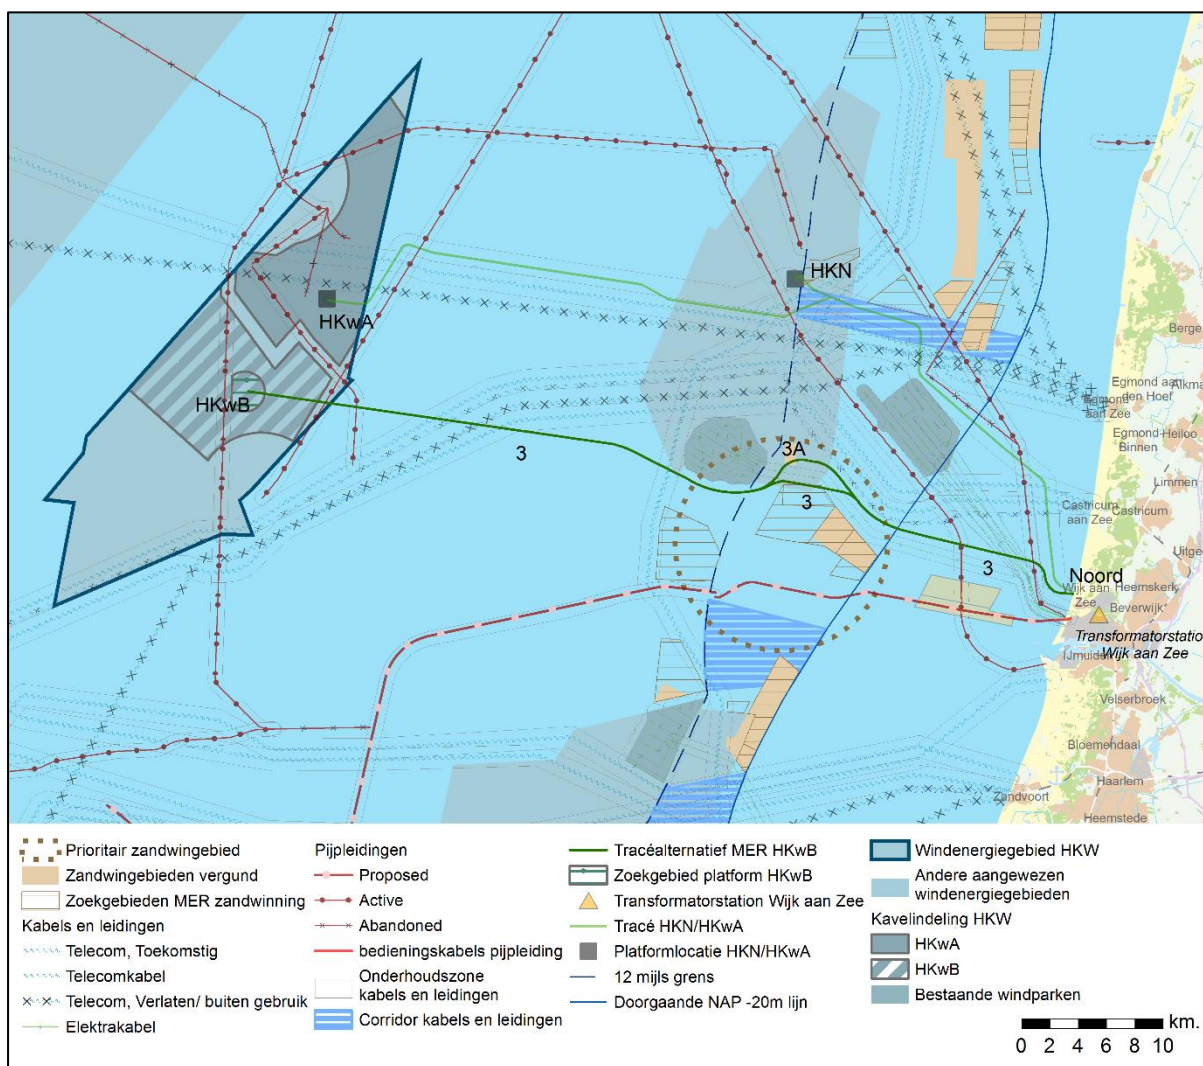 HKN
HKwA
HKwB
3
3A
3
3
Noord
Berge
Egmond aan
den Hoef
Alkma
Egmond
aan Zee
Egmond-
Binnen
Heiloo
Limmen
Castricum
aan Zee
Castricum
Uitge
Wijk aan
Zee
Heemskerk
Beverwijk
Transformatorstatio
Wijk aan Zee
IJmuiden
Velserbroek
Bloemendaal
Haarlem
Zandvoort
Heemstede
Prioritair zandwingebied
Zandwingebieden vergund
Zoekgebieden MER zandwinning
Kabels en leidingen
Telecom, Toekomstig
Telecomkabel
Telecom, Verlaten/ buiten gebruik
Elektrakabel
Pijpleidingen
Proposed
Active
Abandoned
bedieningskabels pijpleiding
Onderhoudszone
kabels en leidingen
Corridor kabels en leidingen
Tracéalternatief MER HKwB
Zoekgebied platform HKwB
Transformatorstation Wijk aan Zee
Tracé HKN/HKwA
Platformlocatie HKN/HKwA
12 mijls grens
Doorgaande NAP -20m lijn
Windenergiegebied HKW
Andere aangewezen
windenergiegebieden
Kavelindeling HKW
HKwA
HKwB
Bestaande windparken
km.
0 2 4 6 8 10